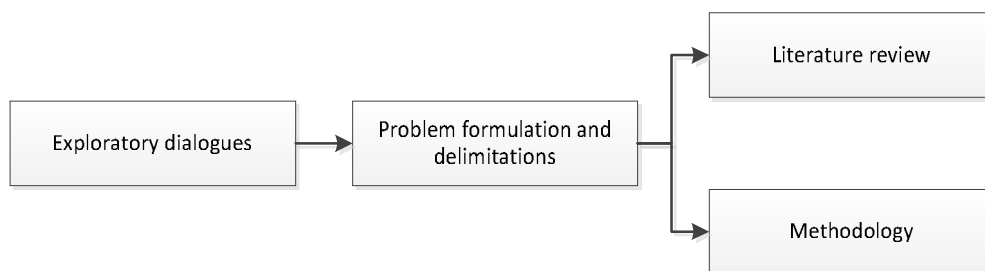 Exploratory dialogues
Problem formulation and
delimitations
Literature review
Methodology